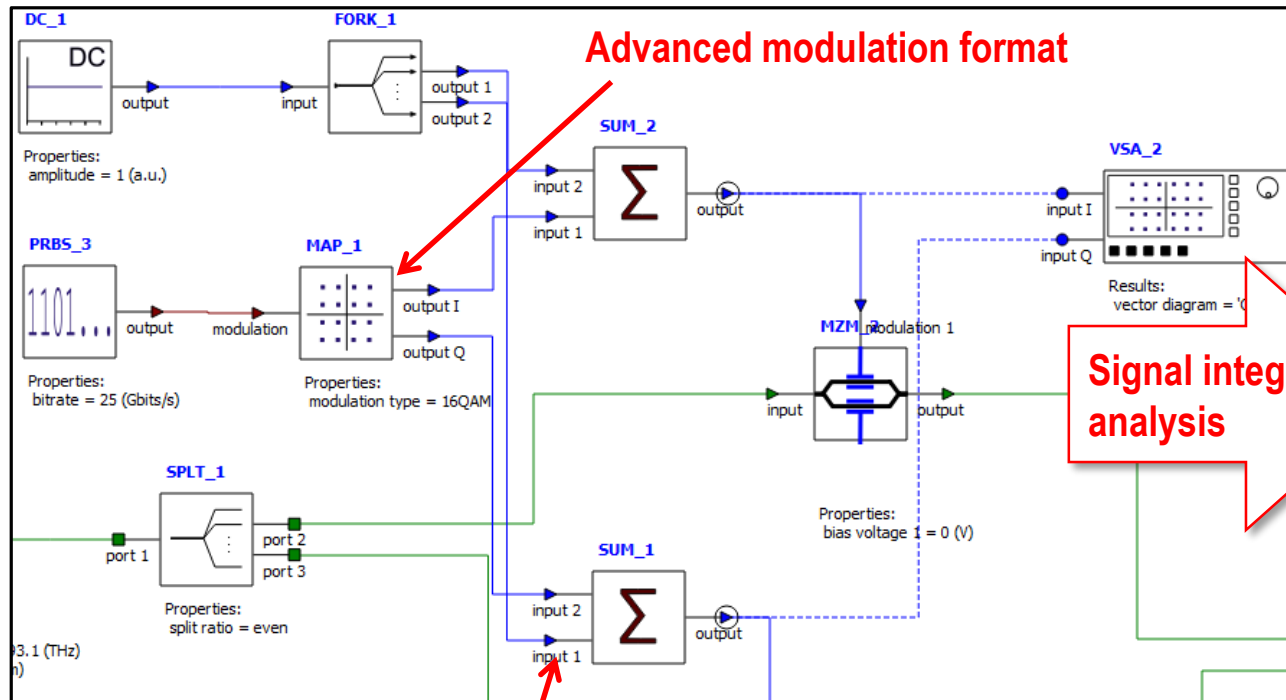 DC_1
FORK_1
Advanced modulation format
DC
output
input
output 1
output 2
SUM_2
VSA_2
Properties:
amplitude = 1 (a.u.)
input 2
Σ
output
input 1
input I
input Q
PRBS_3
MAP_1
1101...
output
modulation
output I
output Q
Results:
vector diagram = '
MZM_2
modulation 1
Properties:
bitrate = 25 (Gbits/s)
Properties:
modulation type = 16QAM
input
output
Signal integ
analysis
SPLT_1
port 1
port 2
port 3
Properties:
bias voltage 1 = 0 (V)
SUM_1
Properties:
split ratio = even
input 2
Σ
output
input 1
93.1 (THz)